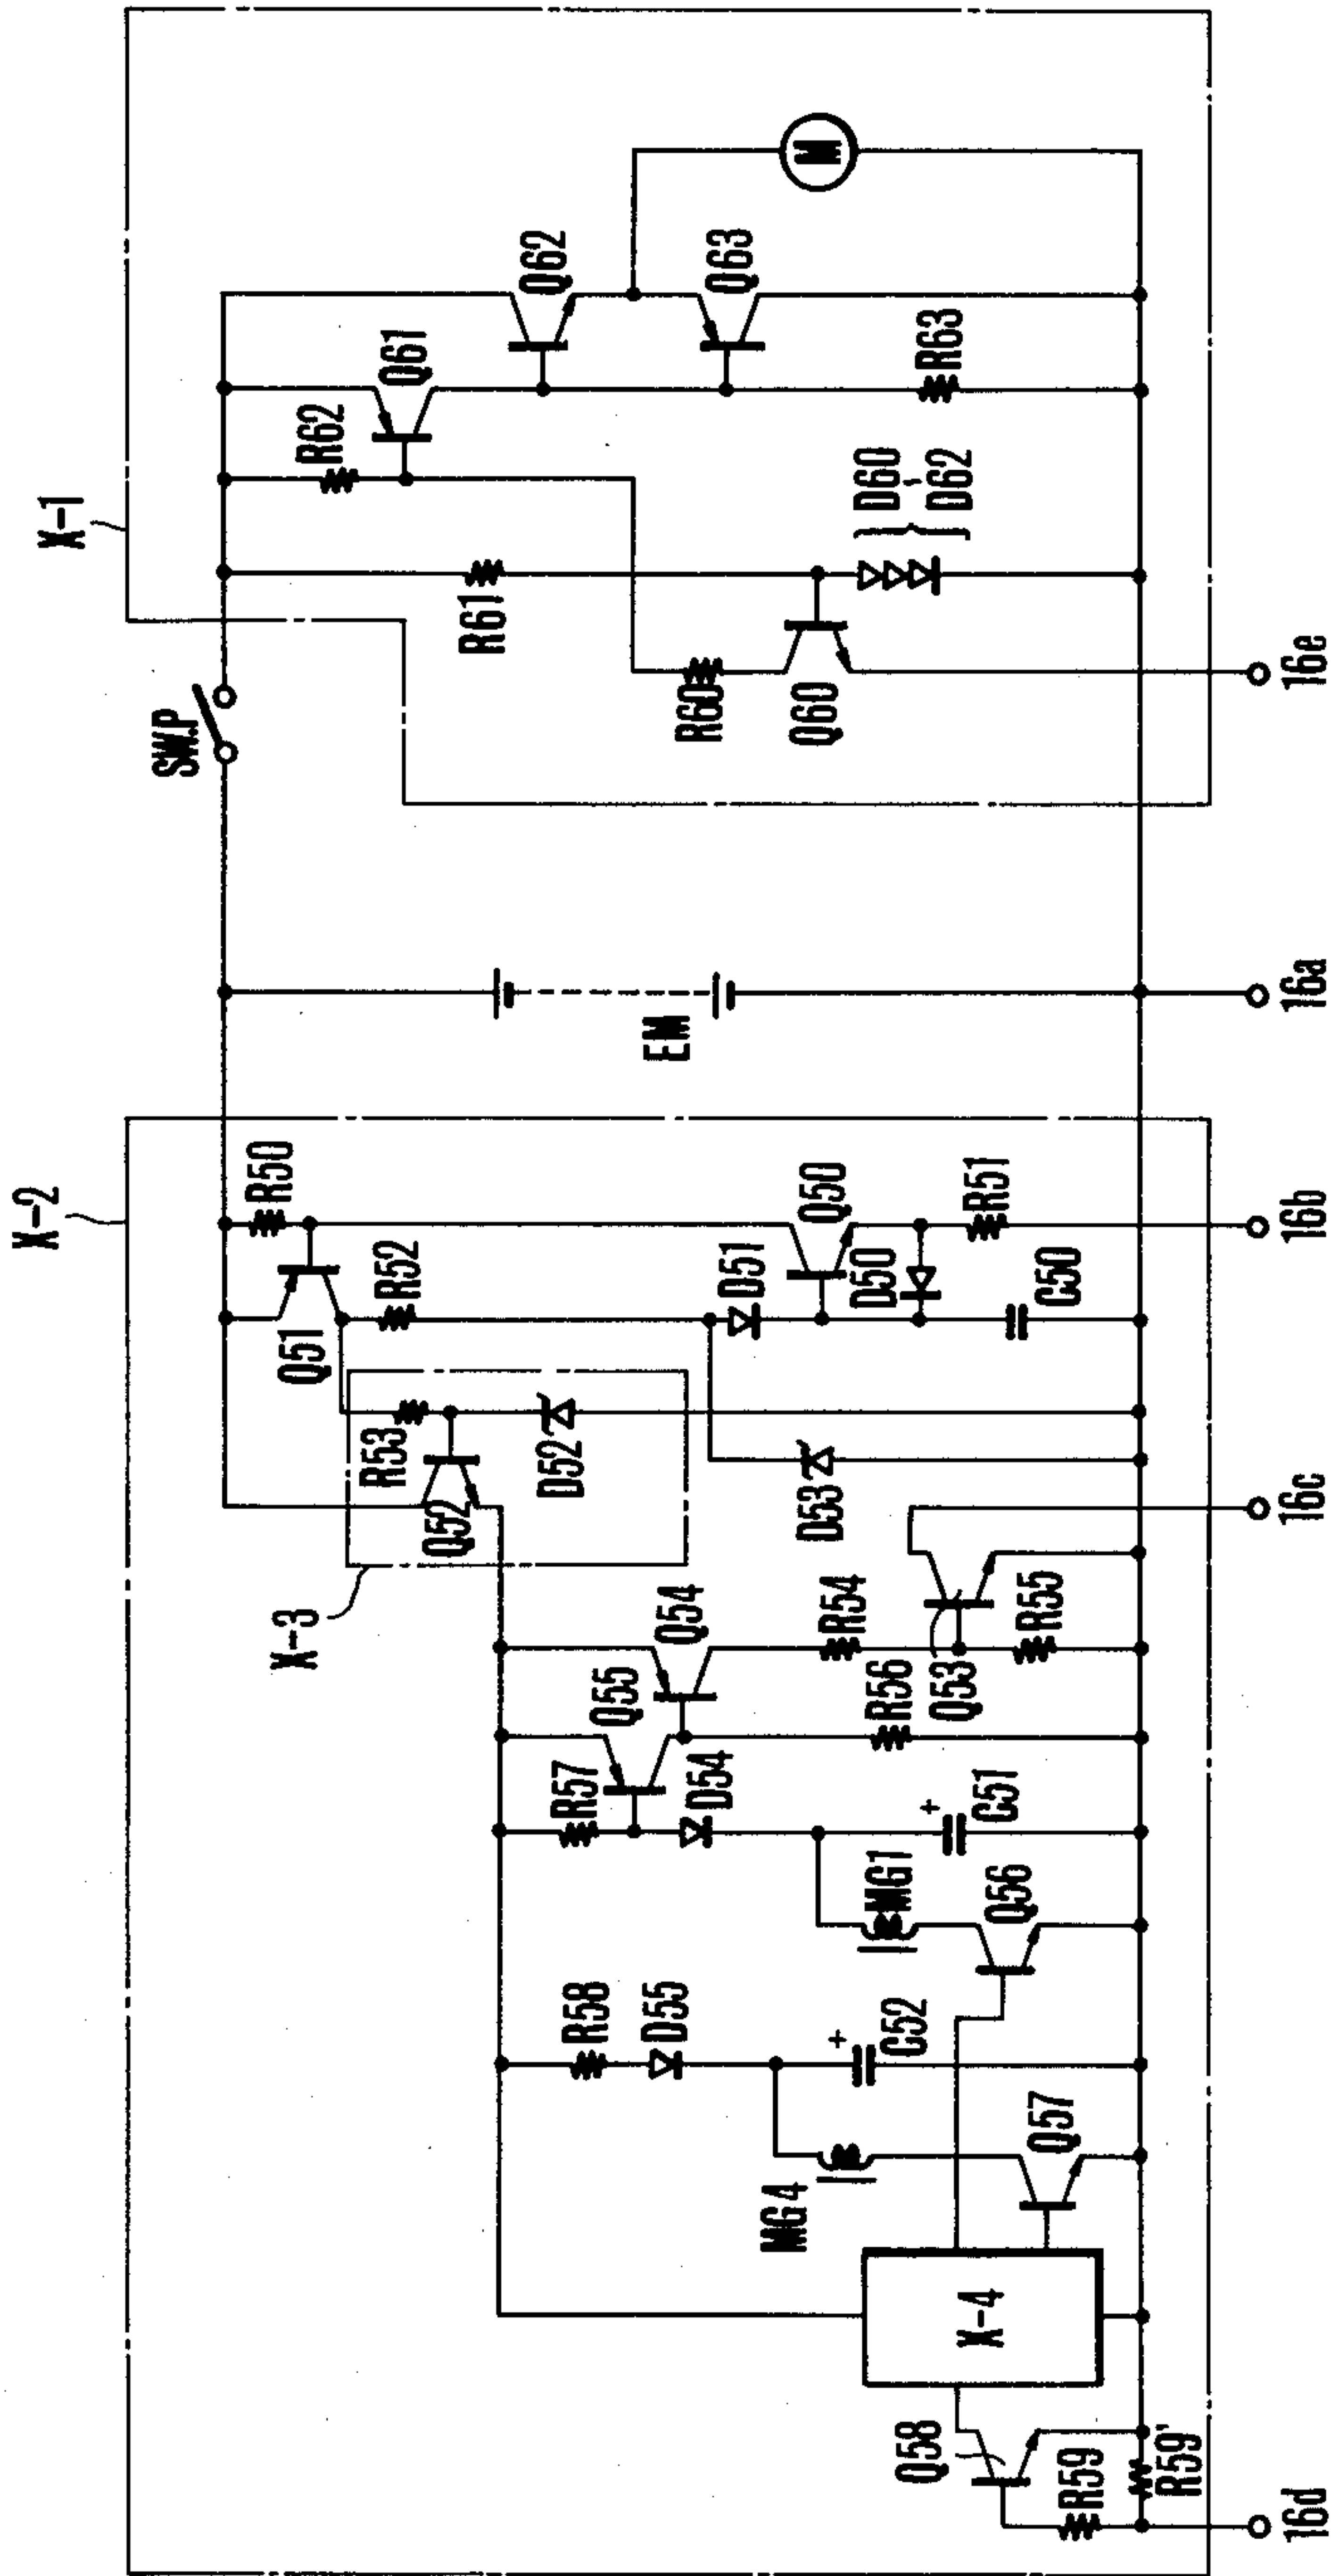 X-1
SW.P
R62
Q61
Q62
Q63
M
R61
R60
Q60
D60
D62
R63
16e
EM
16a
X-2
R50
Q51
R52
R53
Q52
D52
X-3
D51
Q50
D50
R51
C50
16b
D53
16c
Q54
Q55
R54
Q53
R55
R56
R57
D54
C51
MG1
Q56
R58
D55
C52
MG4
Q57
X-4
Q58
R59
R59'
16d